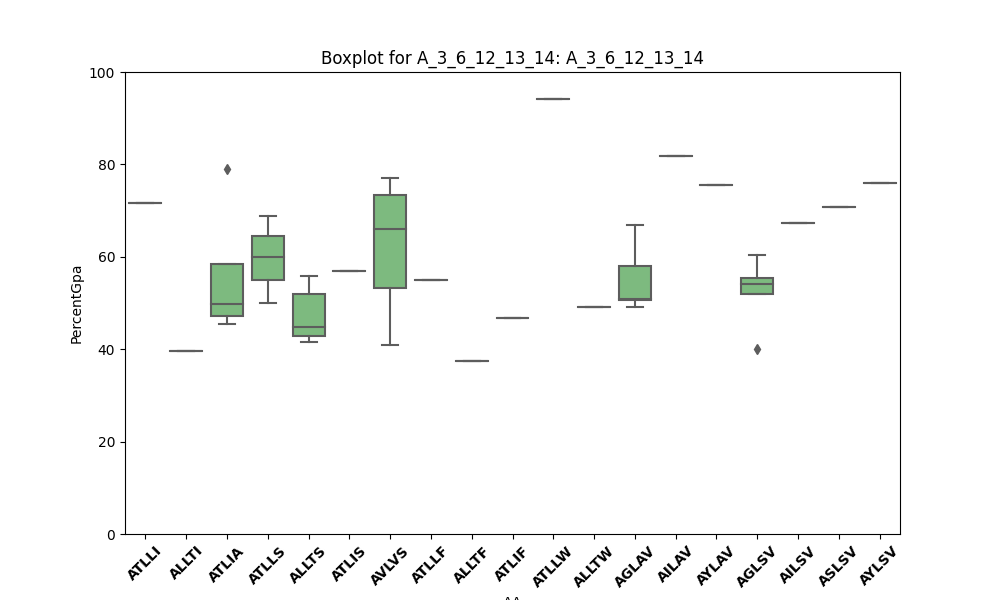 Boxplot for A_3_6_12_13_14: A_3_6_12_13_14
PercentGpa
100
80
60
40
20
0
ATLLI
ALLTI
ATLIA
ATLLS
ALLTS
ATLIS
AVLVS
ATLLF
ALLTF
ATLIF
ATLLW
ALLTW
AGLAV
AILAV
AYLAV
AGLSV
AILSV
ASLSV
AYLSV